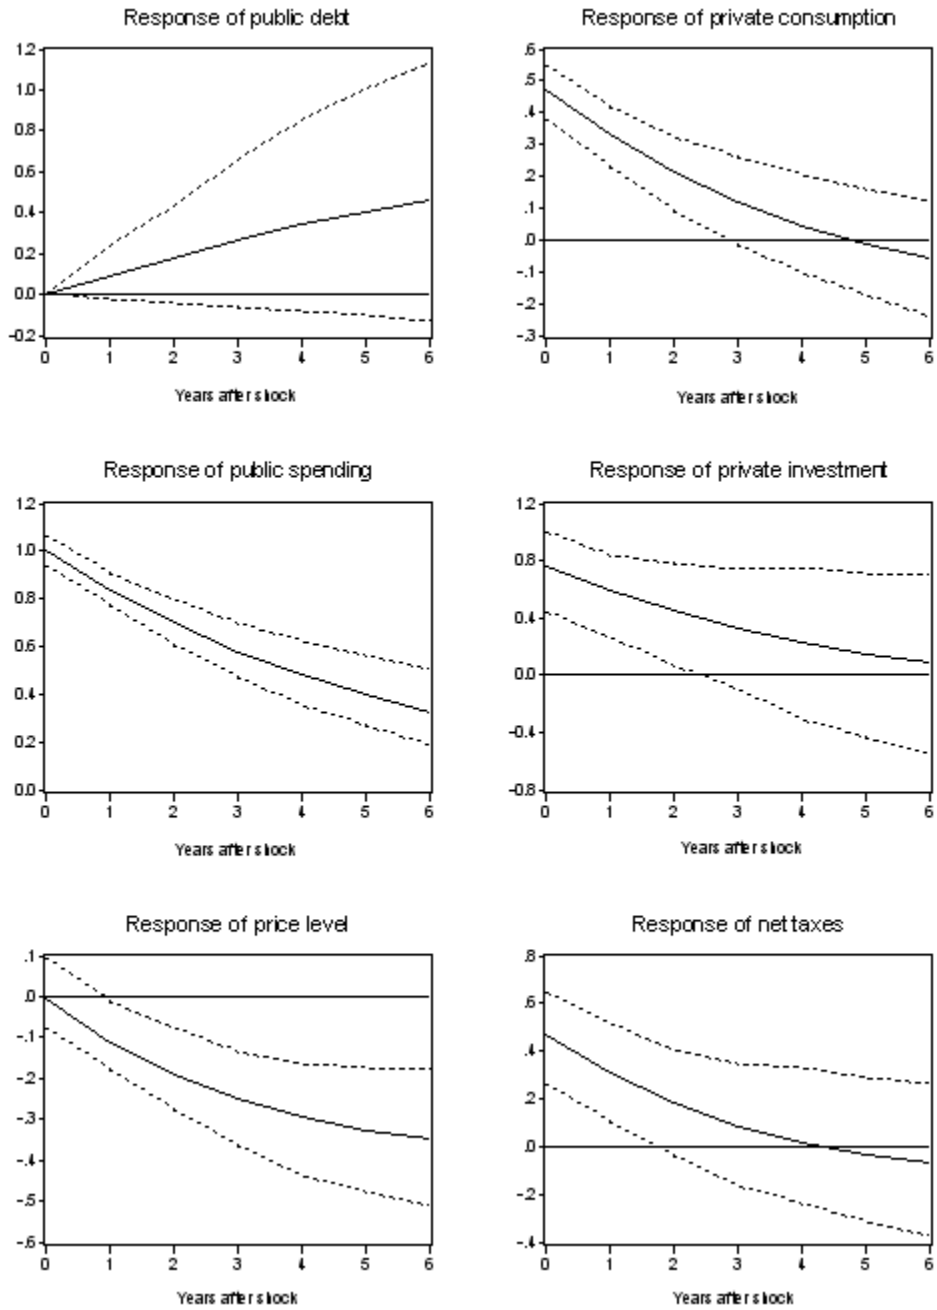 Response of public debt
1.2
1.0
0.8
0.6
0.4
0.2
0.0
-0.2
0 1 2 3 4 5 6
Years after shock
Response of private consumption
.6
.5
.4
.3
.2
.1
.0
-.1
-.2
-.3
0 1 2 3 4 5 6
Years after shock
Response of public spending
1.2
1.0
0.8
0.6
0.4
0.2
0.0
0 1 2 3 4 5 6
Years after shock
Response of private investment
1.2
0.8
0.4
0.0
-0.4
-0.8
0 1 2 3 4 5 6
Years after shock
Response of price level
.1
.0
-.1
-.2
-.3
-.4
-.5
-.6
0 1 2 3 4 5 6
Years after shock
Response of net taxes
.8
.6
.4
.2
.0
-.2
-.4
0 1 2 3 4 5 6
Years after shock